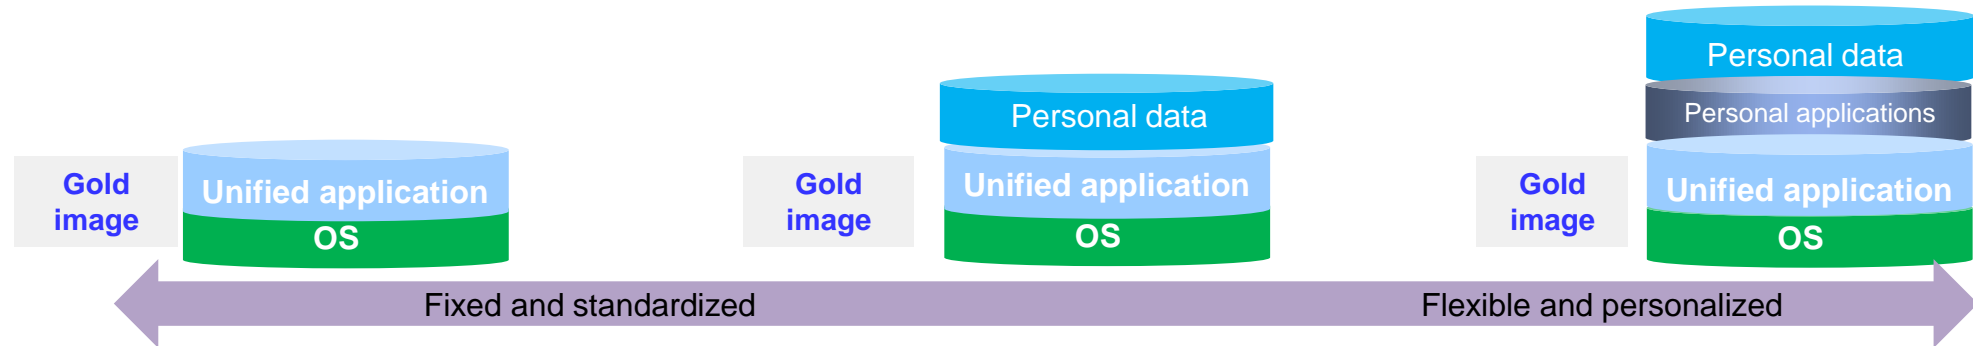 Gold
image
Unified application
OS
Personal data
Gold
image
Unified application
OS
Personal data
Personal applications
Gold
image
Unified application
OS
Fixed and standardized
Flexible and personalized